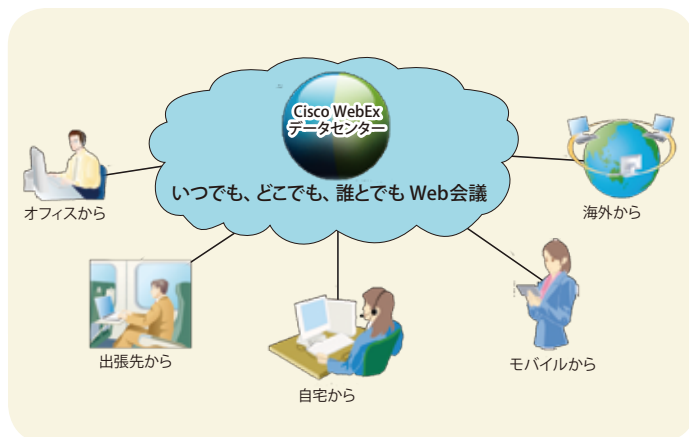 Cisco WebEx
データセンター
いつでも、どこでも、誰とでも Web会議
オフィスから
海外から
出張先から
モバイルから
自宅から